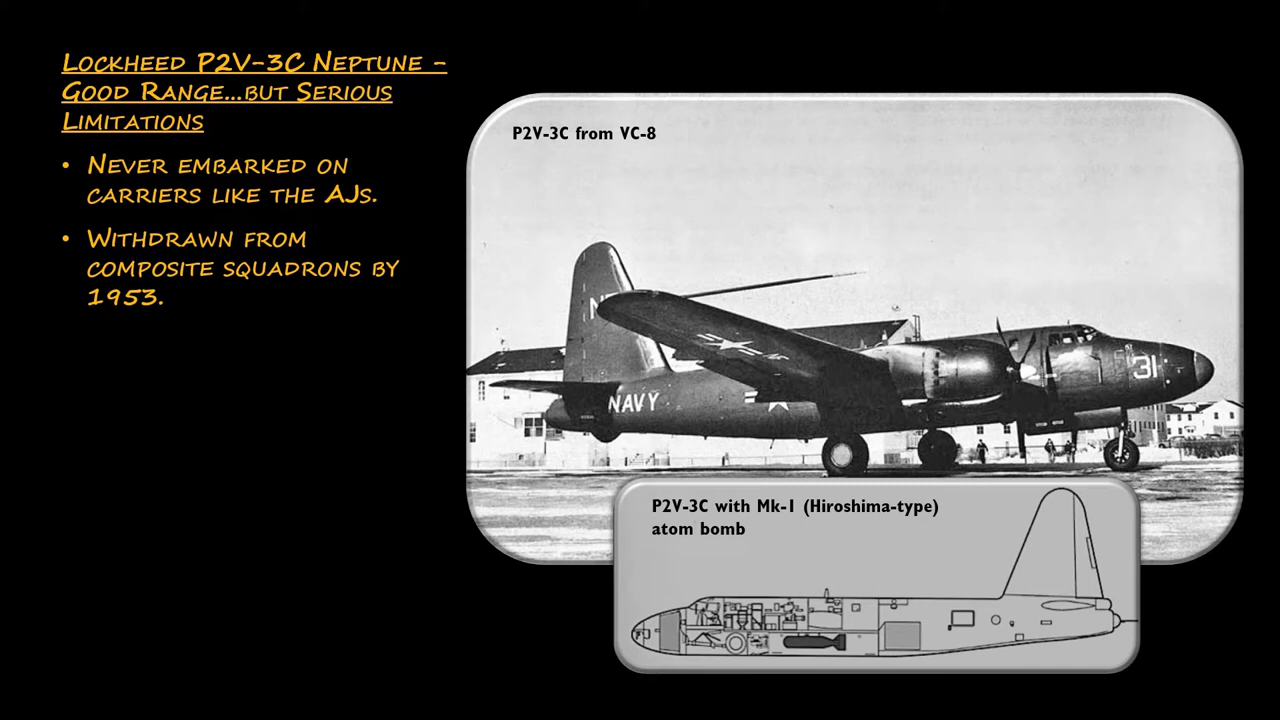 Lockheed P2V-3C Neptune –
Good Range...but Serious
Limitations
• Never embarked on
carriers like the AJs.
• Withdrawn from
composite squadrons by
1953.
P2V-3C from VC-8
31
NAVY
P2V-3C with Mk-1 (Hiroshima-type)
atom bomb